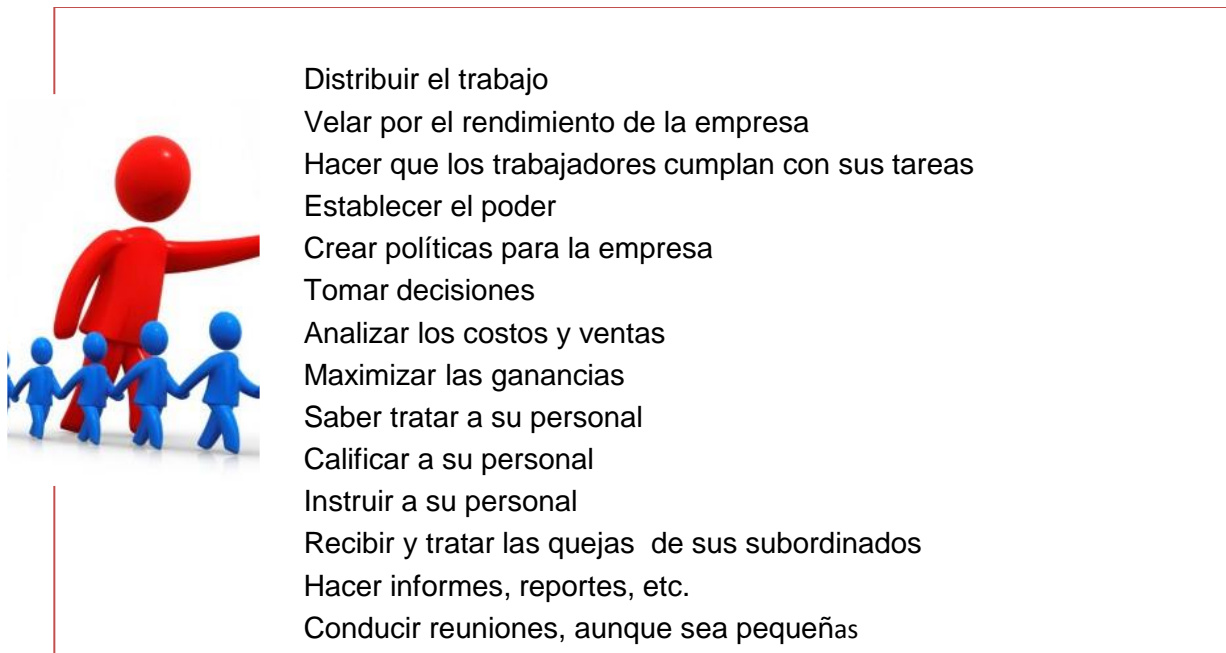 Distribuir el trabajo
Velar por el rendimiento de la empresa
Hacer que los trabajadores cumplan con sus tareas
Establecer el poder
Crear políticas para la empresa
Tomar decisiones
Analizar los costos y ventas
Maximizar las ganancias
Saber tratar a su personal
Calificar a su personal
Instruir a su personal
Recibir y tratar las quejas  de sus subordinados
Hacer informes, reportes, etc.
Conducir reuniones, aunque sea pequeñas